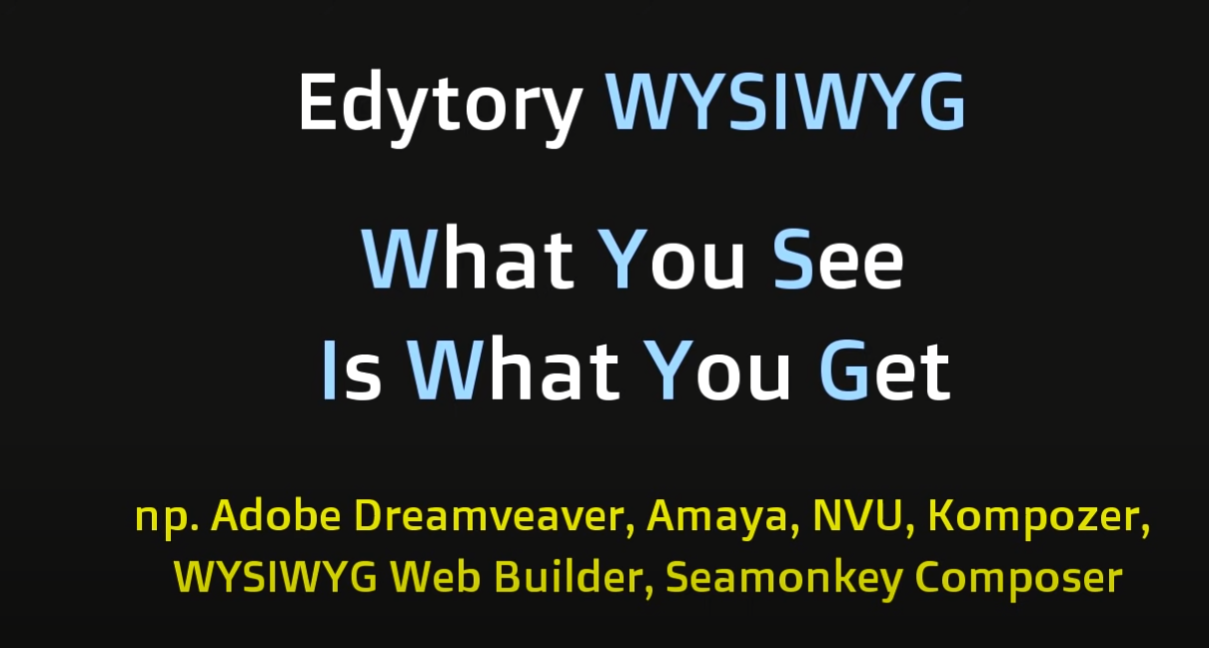 Edytory WYSIWYG
What You See
Is What You Get
np. Adobe Dreamveaver, Amaya, NVU, Kompozer,
WYSIWYG Web Builder, Seamonkey Composer